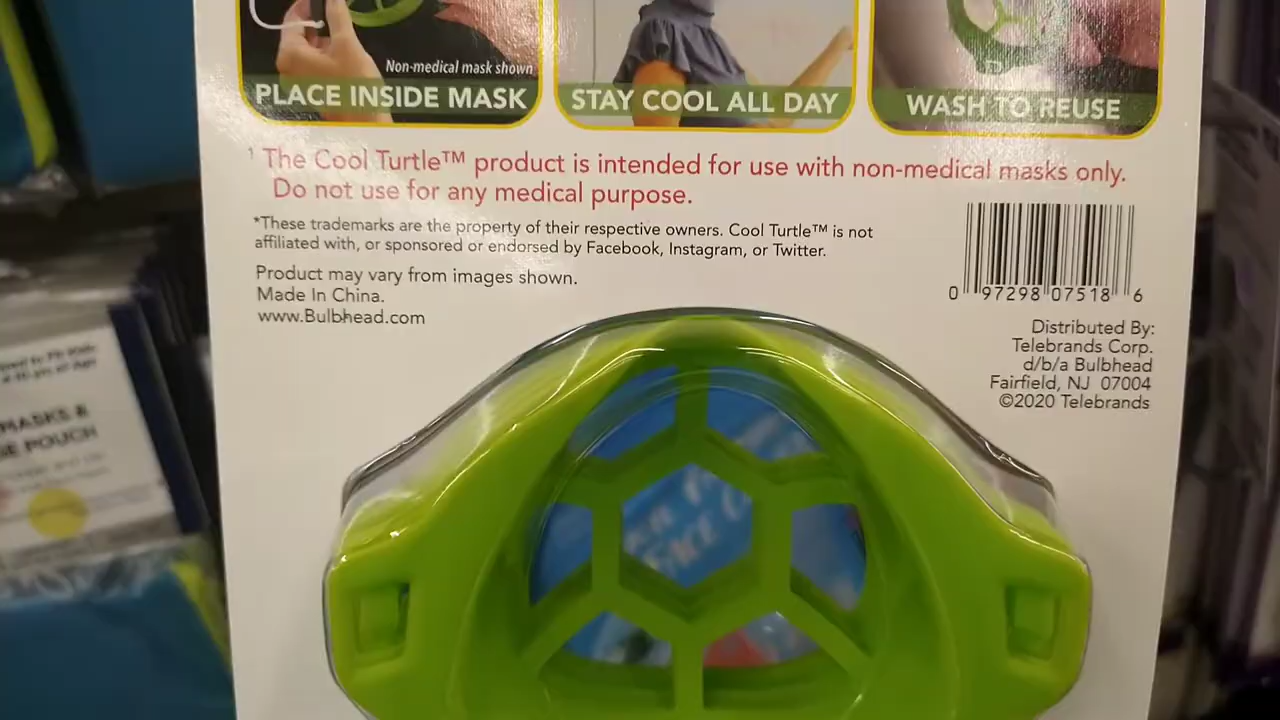 Non-medical mask shown
PLACE INSIDE MASK
STAY COOL ALL DAY
WASH TO REUSE
¹ The Cool Turtle™ product is intended for use with non-medical masks only.
Do not use for any medical purpose.
*These trademarks are the property of their respective owners. Cool Turtle™ is not
affiliated with, or sponsored or endorsed by Facebook, Instagram, or Twitter.
Product may vary from images shown.
Made In China.
www.Bulbhead.com
0 97298 07518 6
Distributed By:
Telebrands Corp.
d/b/a Bulbhead
Fairfield, NJ 07004
©2020 Telebrands
MASKS &
POUCH
FACE